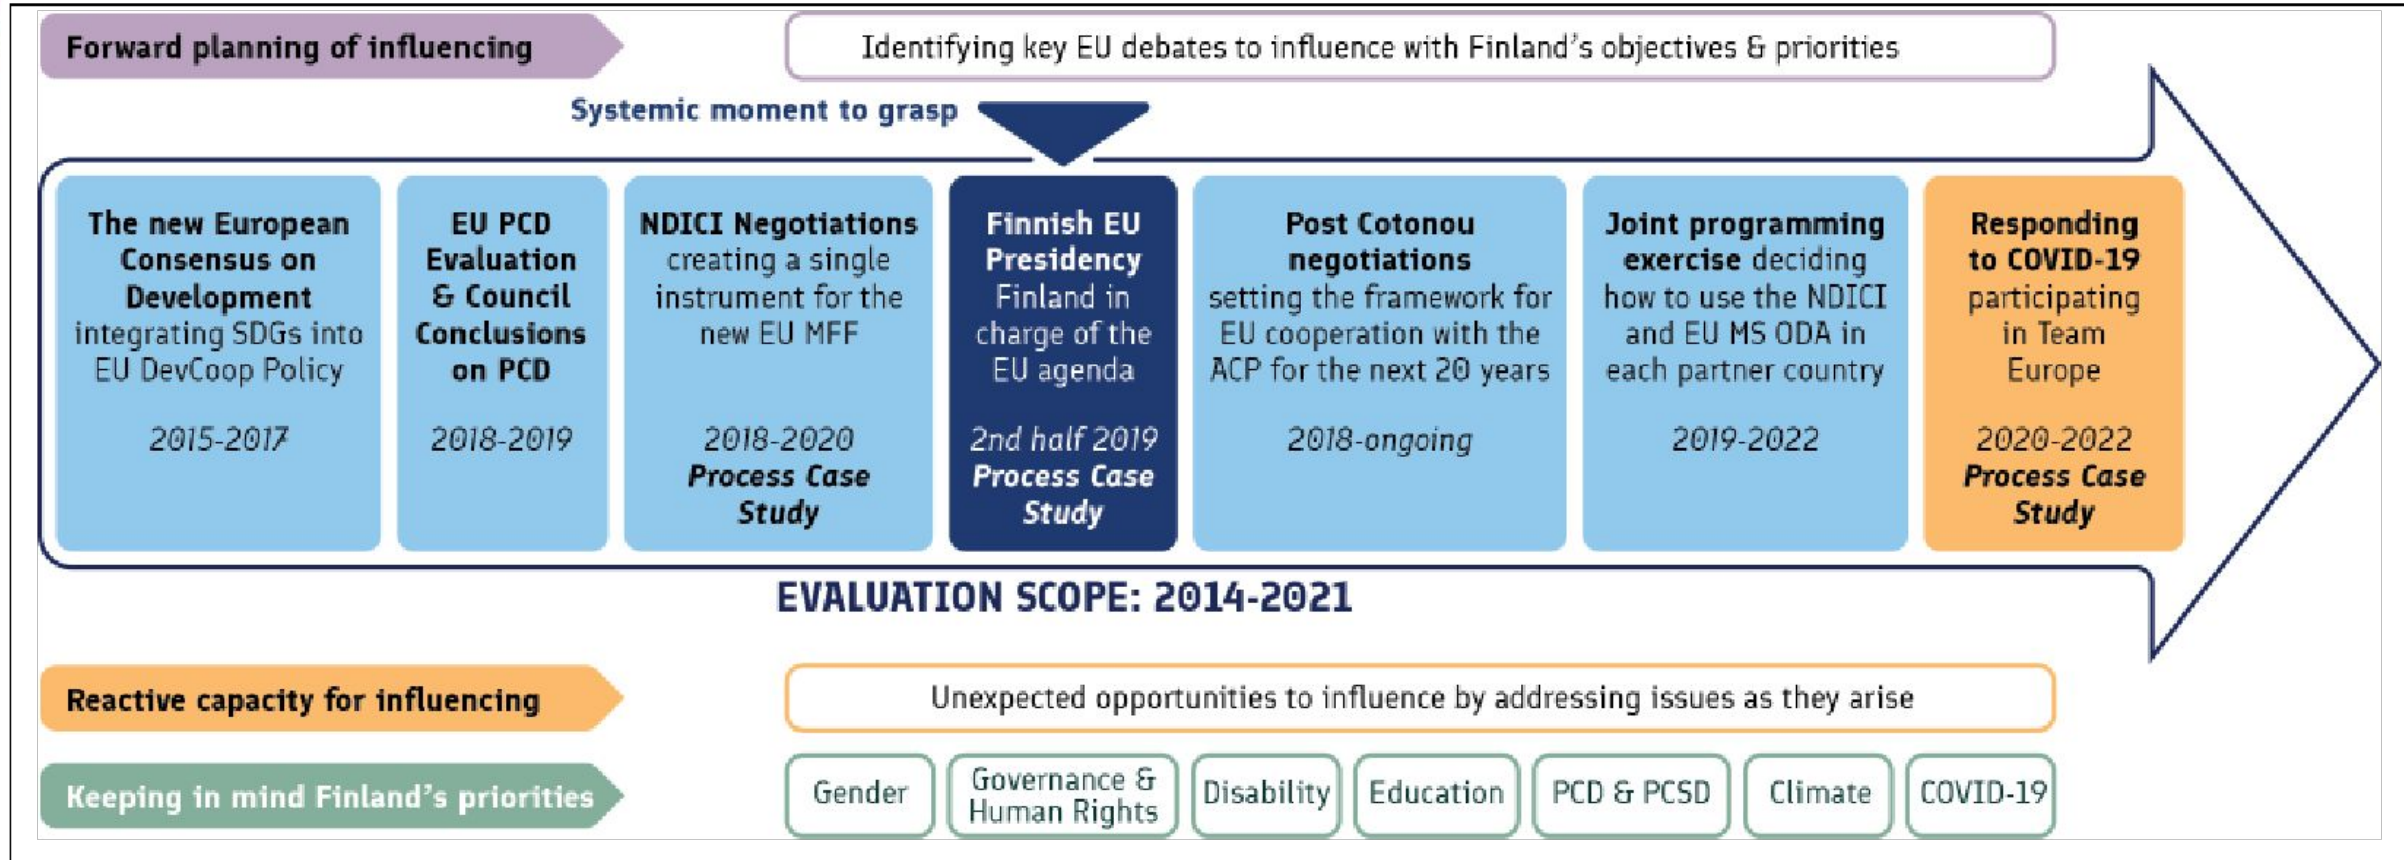 Forward planning of influencing
Identifying key EU debates to influence with Finland's objectives & priorities
Systemic moment to grasp
The new European
Consensus on
Development
integrating SDGs into
EU DevCoop Policy
2015-2017
EU PCD
Evaluation
& Council
Conclusions
on PCD
2018-2019
NDICI Negotiations
creating a single
instrument for the
new EU MFF
2018-2020
Process Case
Study
Finnish EU
Presidency
Finland in
charge of the
EU agenda
2nd half 2019
Process Case
Study
Post Cotonou
negotiations
setting the framework for
EU cooperation with the
ACP for the next 20 years
2018-ongoing
Joint programming
exercise deciding
how to use the NDICI
and EU MS ODA in
each partner country
2019-2022
Responding
to COVID-19
participating
in Team
Europe
2020-2022
Process Case
Study
EVALUATION SCOPE: 2014-2021
Reactive capacity for influencing
Unexpected opportunities to influence by addressing issues as they arise
Keeping in mind Finland's priorities
Gender
Governance &
Human Rights
Disability
Education
PCD & PCSD
Climate
COVID-19